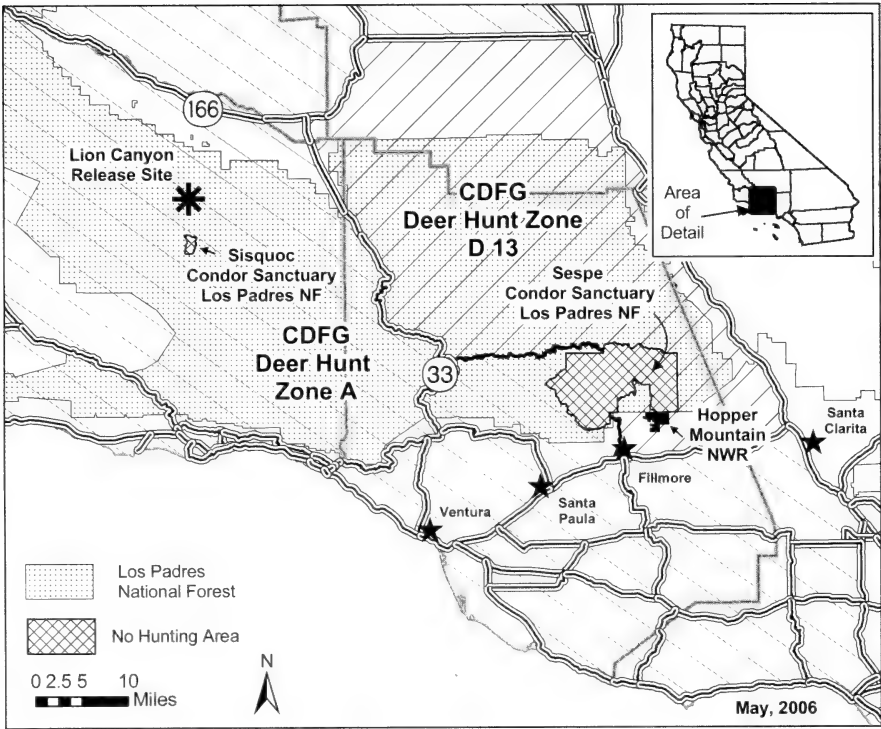 166
Lion Canyon
Release Site
Sisquoc
Condor Sanctuary
Los Padres NF
CDFG
Deer Hunt Zone
D 13
Sespe
Condor Sanctuary
Los Padres NF
CDFG
Deer Hunt
Zone A
33
Area
of
Detail
Hopper
Mountain
NWR
Santa
Clarita
Fillmore
Santa
Paula
Ventura
Los Padres
National Forest
No Hunting Area
0 2.5 5 10
Miles
N
May, 2006